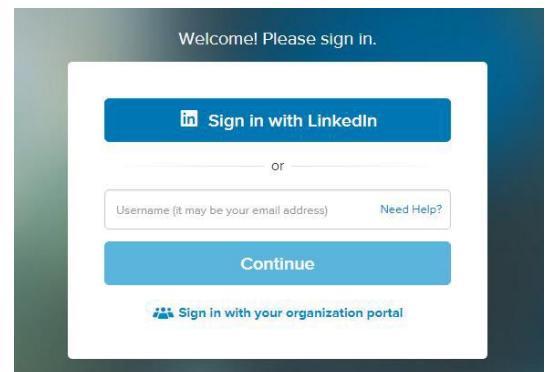 Welcome! Please sign in.
in Sign in with LinkedIn
or
Username (it may be your email address) Need Help?
Continue
Sign in with your organization portal